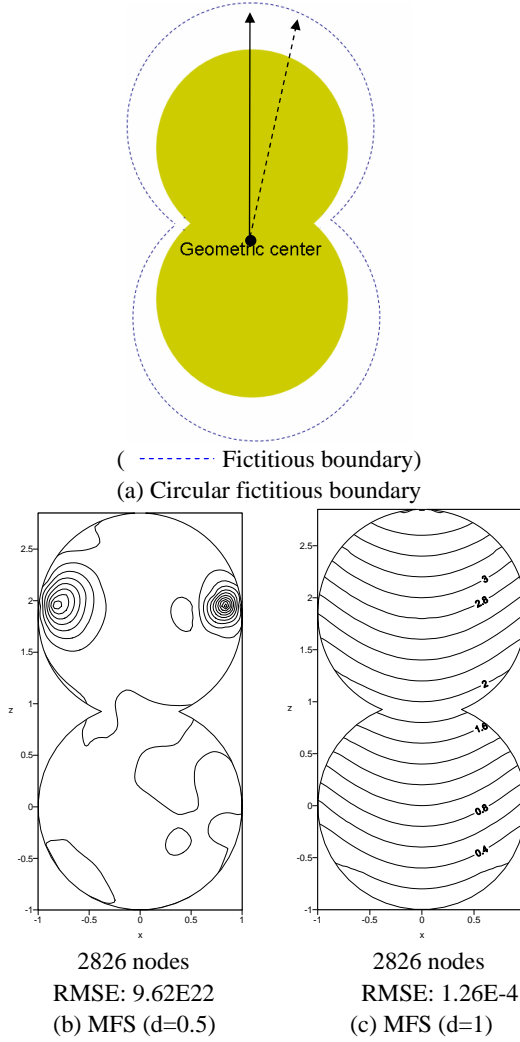 Geometric center
( Fictitious boundary)
(a) Circular fictitious boundary
2.5
2
1.5
z
1
0.5
0
-0.5
-1
-1 -0.5 0 0.5 1
x
3
2.8
2
1.6
0.8
0.4
2.5
2
1.5
z
1
0.5
0
-0.5
-1
-1 -0.5 0 0.5
x
2826 nodes
RMSE: 9.62E22
(b) MFS (d=0.5)
2826 nodes
RMSE: 1.26E-4
(c) MFS (d=1)